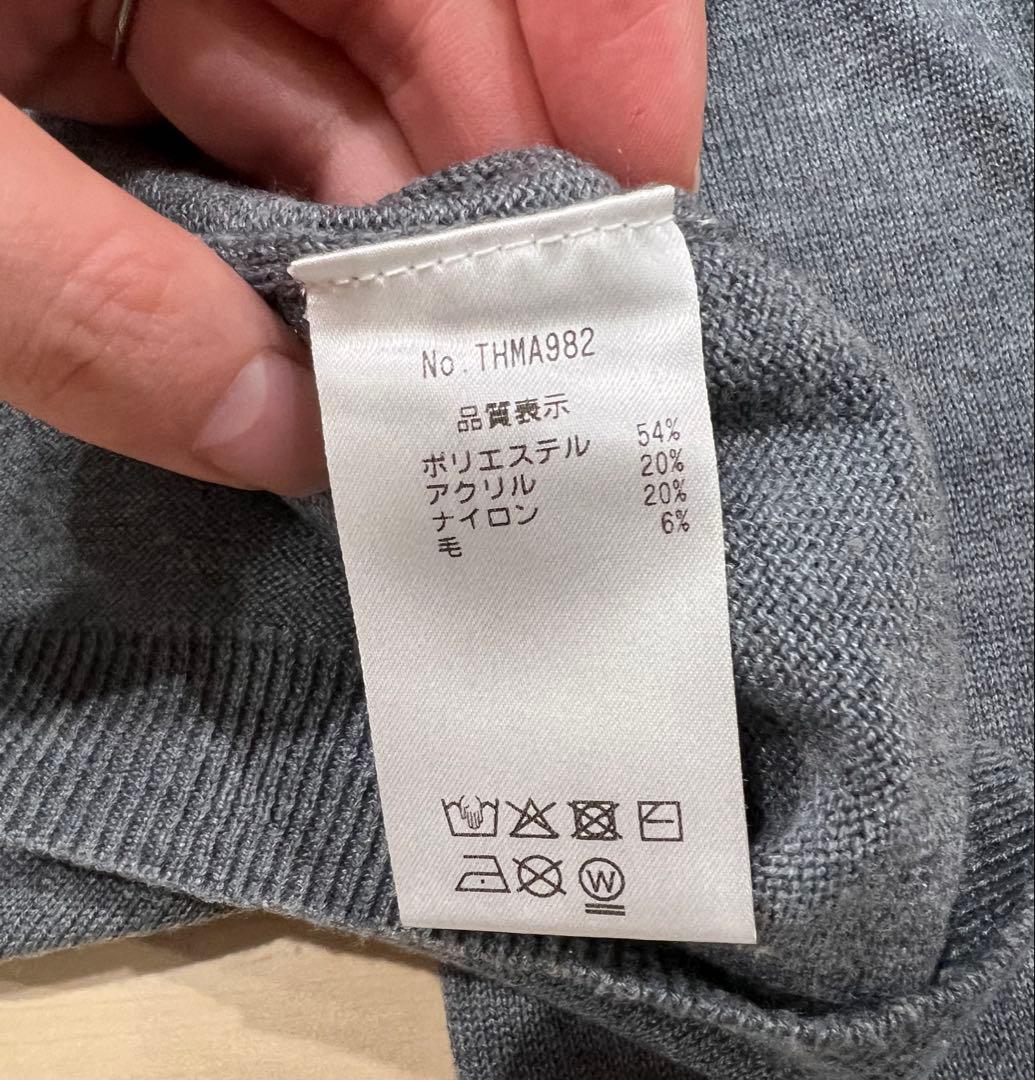 No.THMA982
品質表示
ポリエステル 54%
アクリル 20%
ナイロン 20%
毛 6%
W